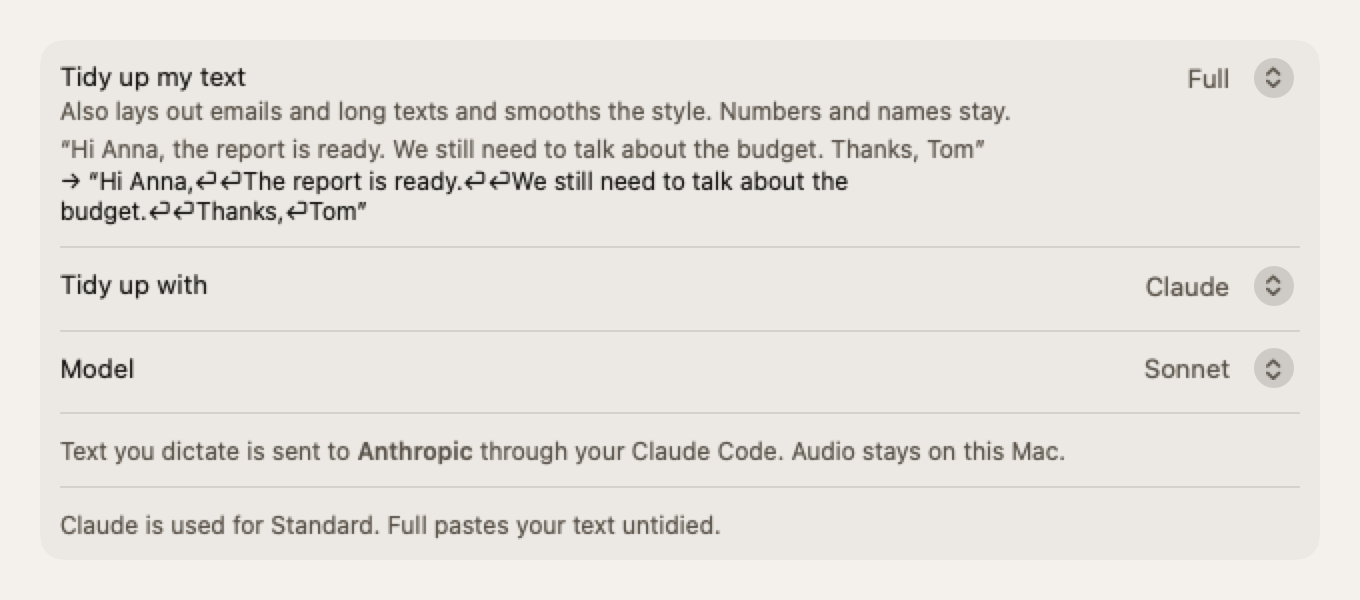 Tidy up my text
Full
Also lays out emails and long texts and smooths the style. Numbers and names stay.
“Hi Anna, the report is ready. We still need to talk about the budget. Thanks, Tom”
→ “Hi Anna,↩↩The report is ready.↩↩We still need to talk about the
budget.↩↩Thanks,↩Tom”
Tidy up with
Claude
Model
Sonnet
Text you dictate is sent to Anthropic through your Claude Code. Audio stays on this Mac.
Claude is used for Standard. Full pastes your text untidied.